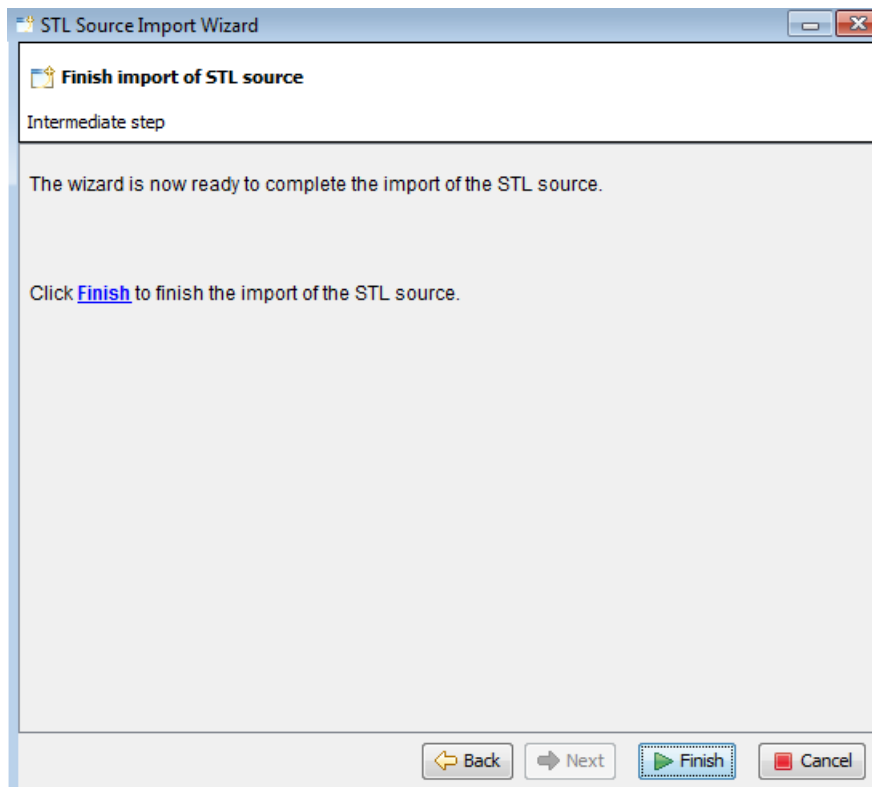 STL Source Import Wizard
Finish import of STL source
Intermediate step
The wizard is now ready to complete the import of the STL source.
Click Finish to finish the import of the STL source.
Back Next Finish Cancel